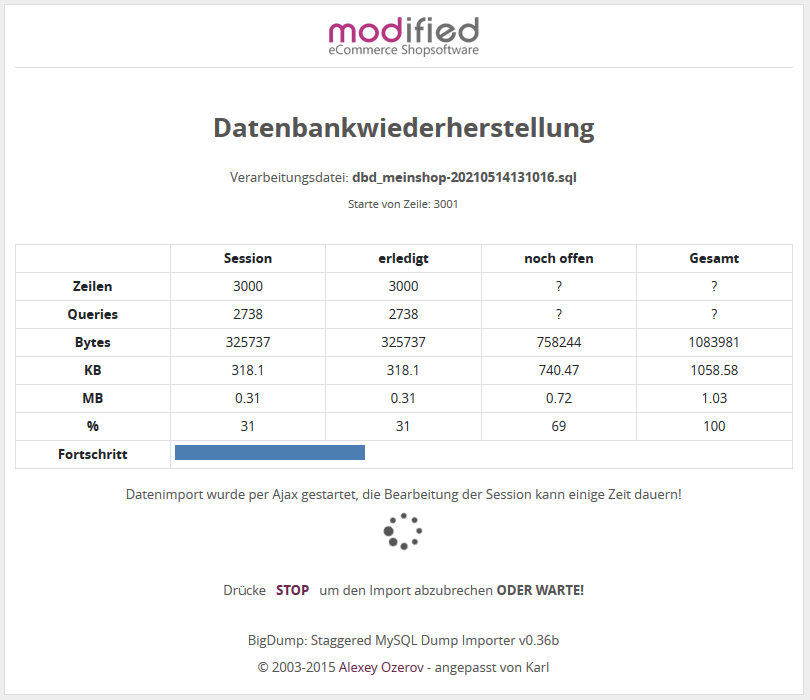 modified
eCommerce Shopsoftware
Datenbankwiederherstellung
Verarbeitungsdatei: dbd_meinshop-20210514131016.sql
Starte von Zeile: 3001
Session erledigt noch offen Gesamt
Zeilen 3000 3000 ? ?
Queries 2738 2738 ? ?
Bytes 325737 325737 758244 1083981
KB 318.1 318.1 740.47 1058.58
MB 0.31 0.31 0.72 1.03
% 31 31 69 100
Fortschritt
Datenimport wurde per Ajax gestartet, die Bearbeitung der Session kann einige Zeit dauern!
Drücke STOP um den Import abzubrechen ODER WARTE!
BigDump: Staggered MySQL Dump Importer v0.36b
© 2003-2015 Alexey Ozerov - angepasst von Karl